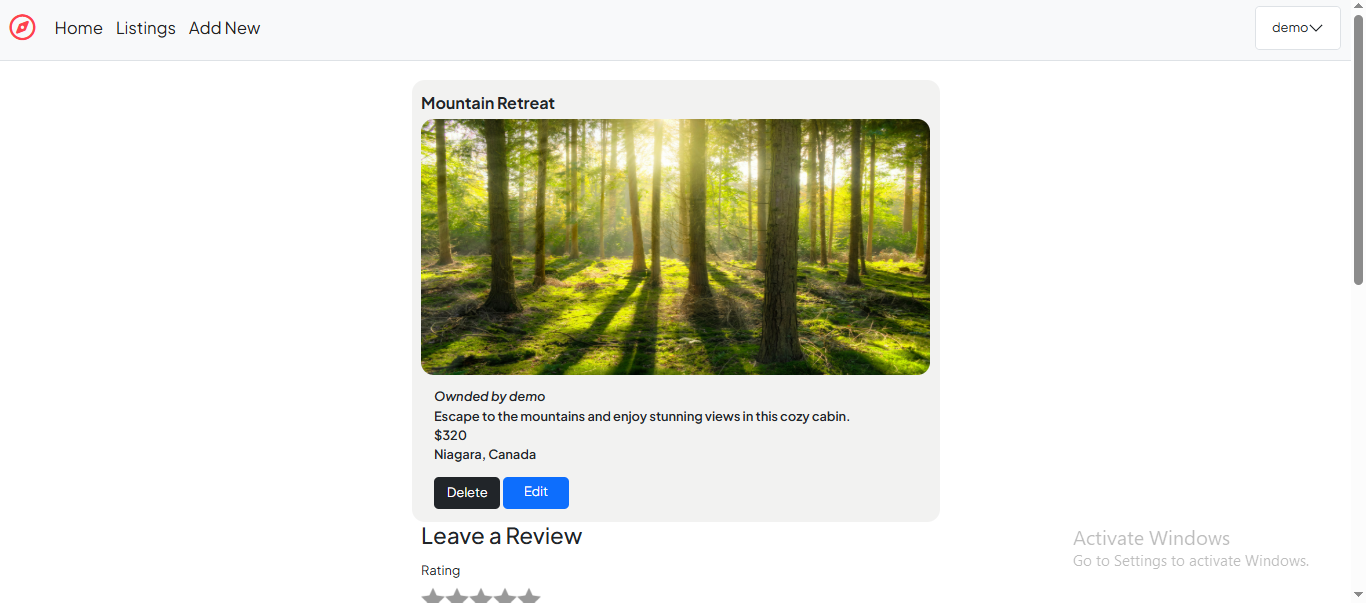 Home Listings Add New demo
Mountain Retreat
Ownded by demo
Escape to the mountains and enjoy stunning views in this cozy cabin.
$320
Niagara, Canada
Delete Edit
Leave a Review
Rating
Activate Windows
Go to Settings to activate Windows.